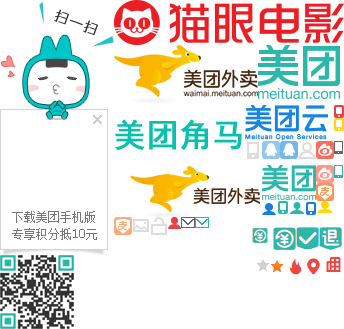 扫一扫
猫眼电影
美团外卖
waimai.meituan.com
美团
meituan.com
美团角马
美团云
Meituan Open Services
美团
meituan.com
美团外卖
下载美团手机版
专享积分抵10元
退